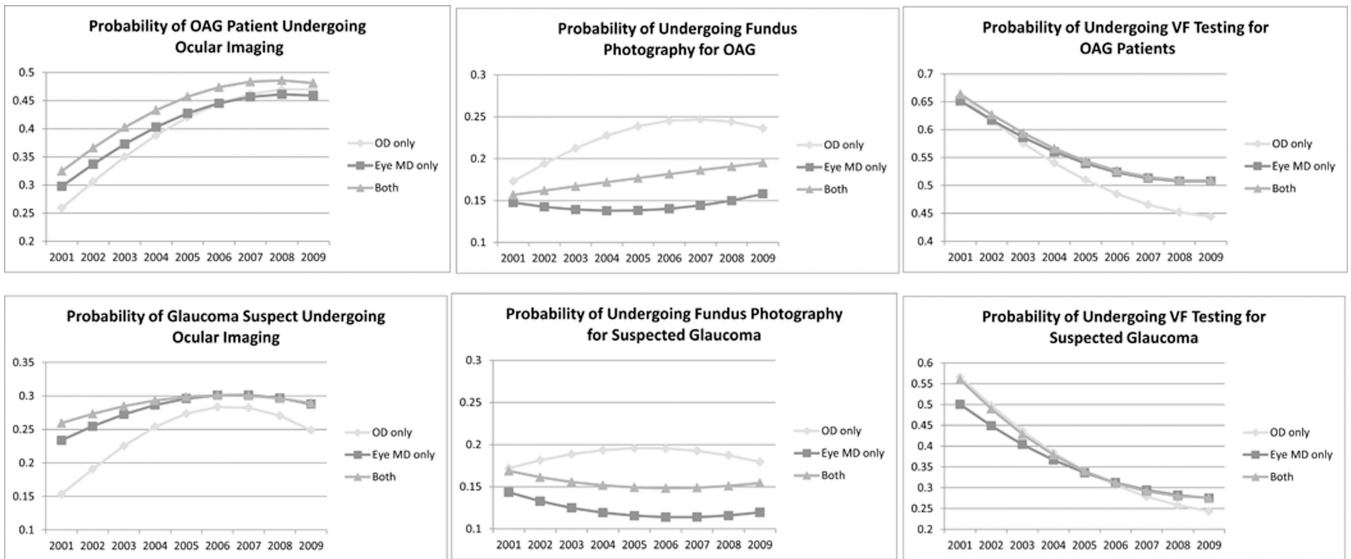 Probability of OAG Patient Undergoing
Ocular Imaging
0.5
0.45
0.4
0.35
0.3
0.25
0.2
2001 2002 2003 2004 2005 2006 2007 2008 2009
OD only
Eye MD only
Both
Probability of Undergoing Fundus
Photography for OAG
0.3
0.25
0.2
0.15
0.1
2001 2002 2003 2004 2005 2006 2007 2008 2009
OD only
Eye MD only
Both
Probability of Undergoing VF Testing for
OAG Patients
0.7
0.65
0.6
0.55
0.5
0.45
0.4
2001 2002 2003 2004 2005 2006 2007 2008 2009
OD only
Eye MD only
Both
Probability of Glaucoma Suspect Undergoing
Ocular Imaging
0.35
0.3
0.25
0.2
0.15
0.1
2001 2002 2003 2004 2005 2006 2007 2008 2009
OD only
Eye MD only
Both
Probability of Undergoing Fundus Photography
for Suspected Glaucoma
0.3
0.25
0.2
0.15
0.1
2001 2002 2003 2004 2005 2006 2007 2008 2009
OD only
Eye MD only
Both
Probability of Undergoing VF Testing for
Suspected Glaucoma
0.6
0.55
0.5
0.45
0.4
0.35
0.3
0.25
0.2
2001 2002 2003 2004 2005 2006 2007 2008 2009
OD only
Eye MD only
Both